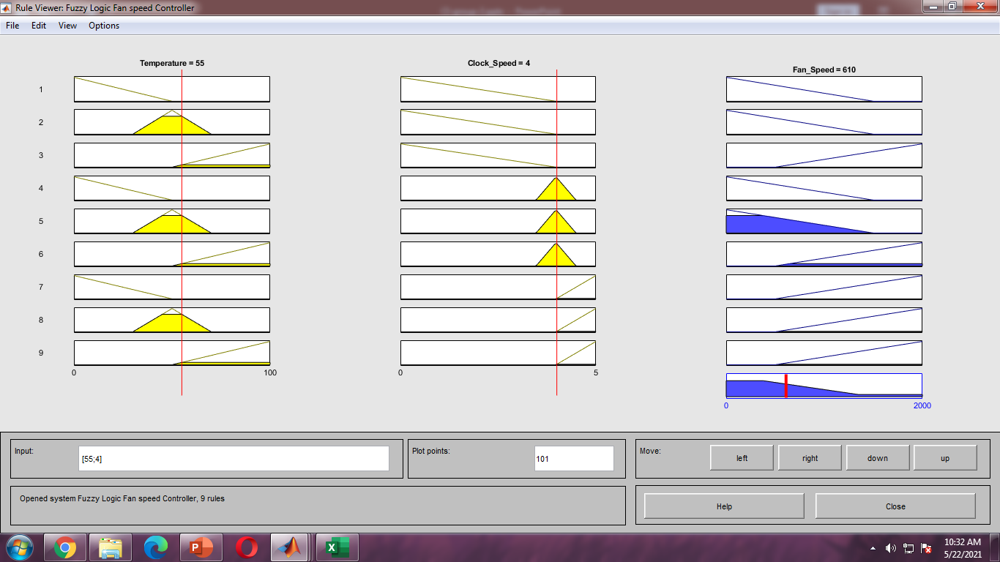 Rule Viewer: Fuzzy Logic Fan speed Controller
File Edit View Options
Temperature = 55
Clock_Speed = 4
Fan_Speed = 610
1
2
3
4
5
6
7
8
9
0 100
0 5
0 2000
Input:
[55;4]
Plot points:
101
Move:
left
right
down
up
Opened system Fuzzy Logic Fan speed Controller, 9 rules
Help
Close
10:32 AM
5/22/2021